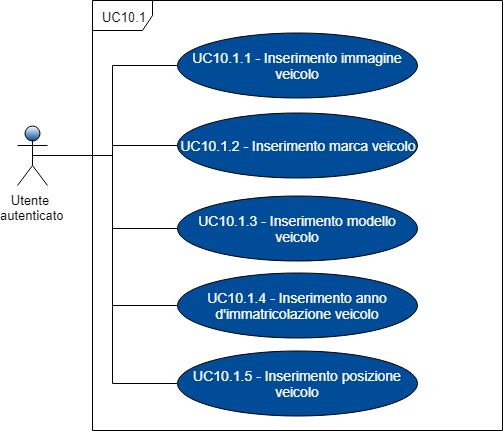 UC10.1
UC10.1.1 - Inserimento immagine
veicolo
UC10.1.2 - Inserimento marca veicolo
Utente
autenticato
UC10.1.3 - Inserimento modello
veicolo
UC10.1.4 - Inserimento anno
d'immatricolazione veicolo
UC10.1.5 - Inserimento posizione
veicolo